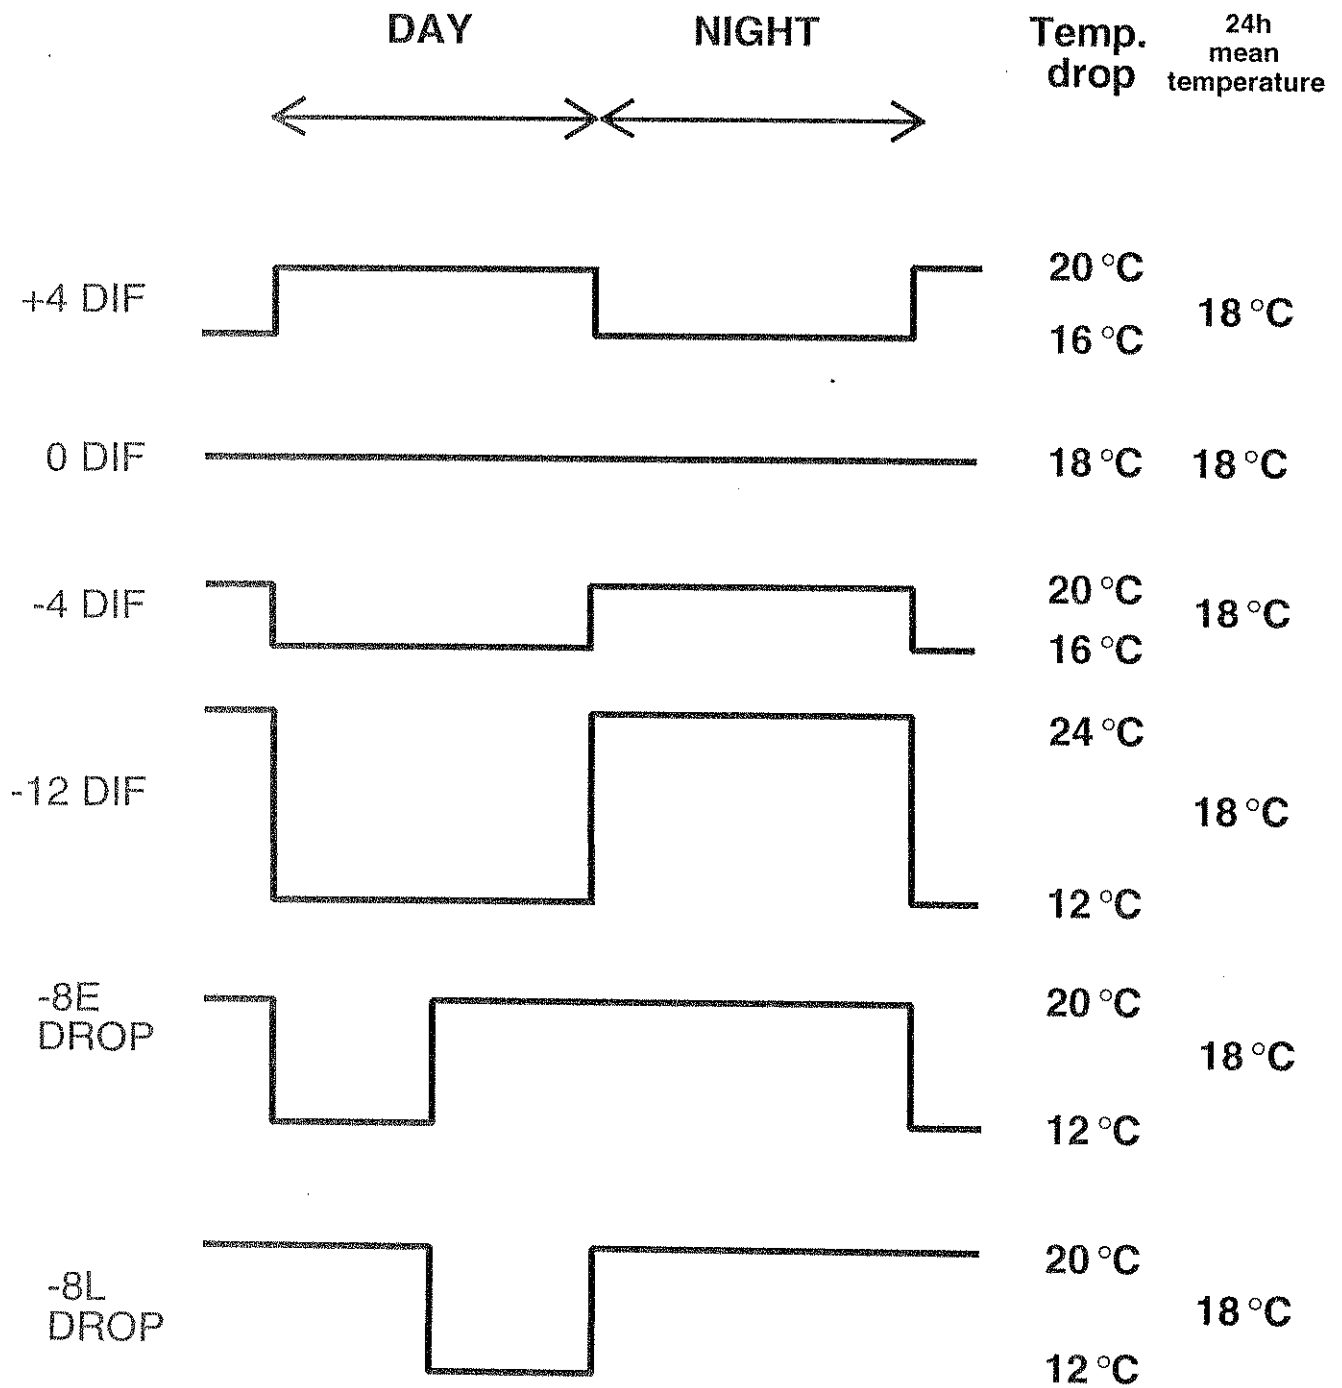 DAY NIGHT Temp. drop 24h mean temperature
+4 DIF 20 °C 16 °C 18 °C
0 DIF 18 °C 18 °C
-4 DIF 20 °C 16 °C 18 °C
-12 DIF 24 °C 12 °C 18 °C
-8E DROP 20 °C 12 °C 18 °C
-8L DROP 20 °C 12 °C 18 °C